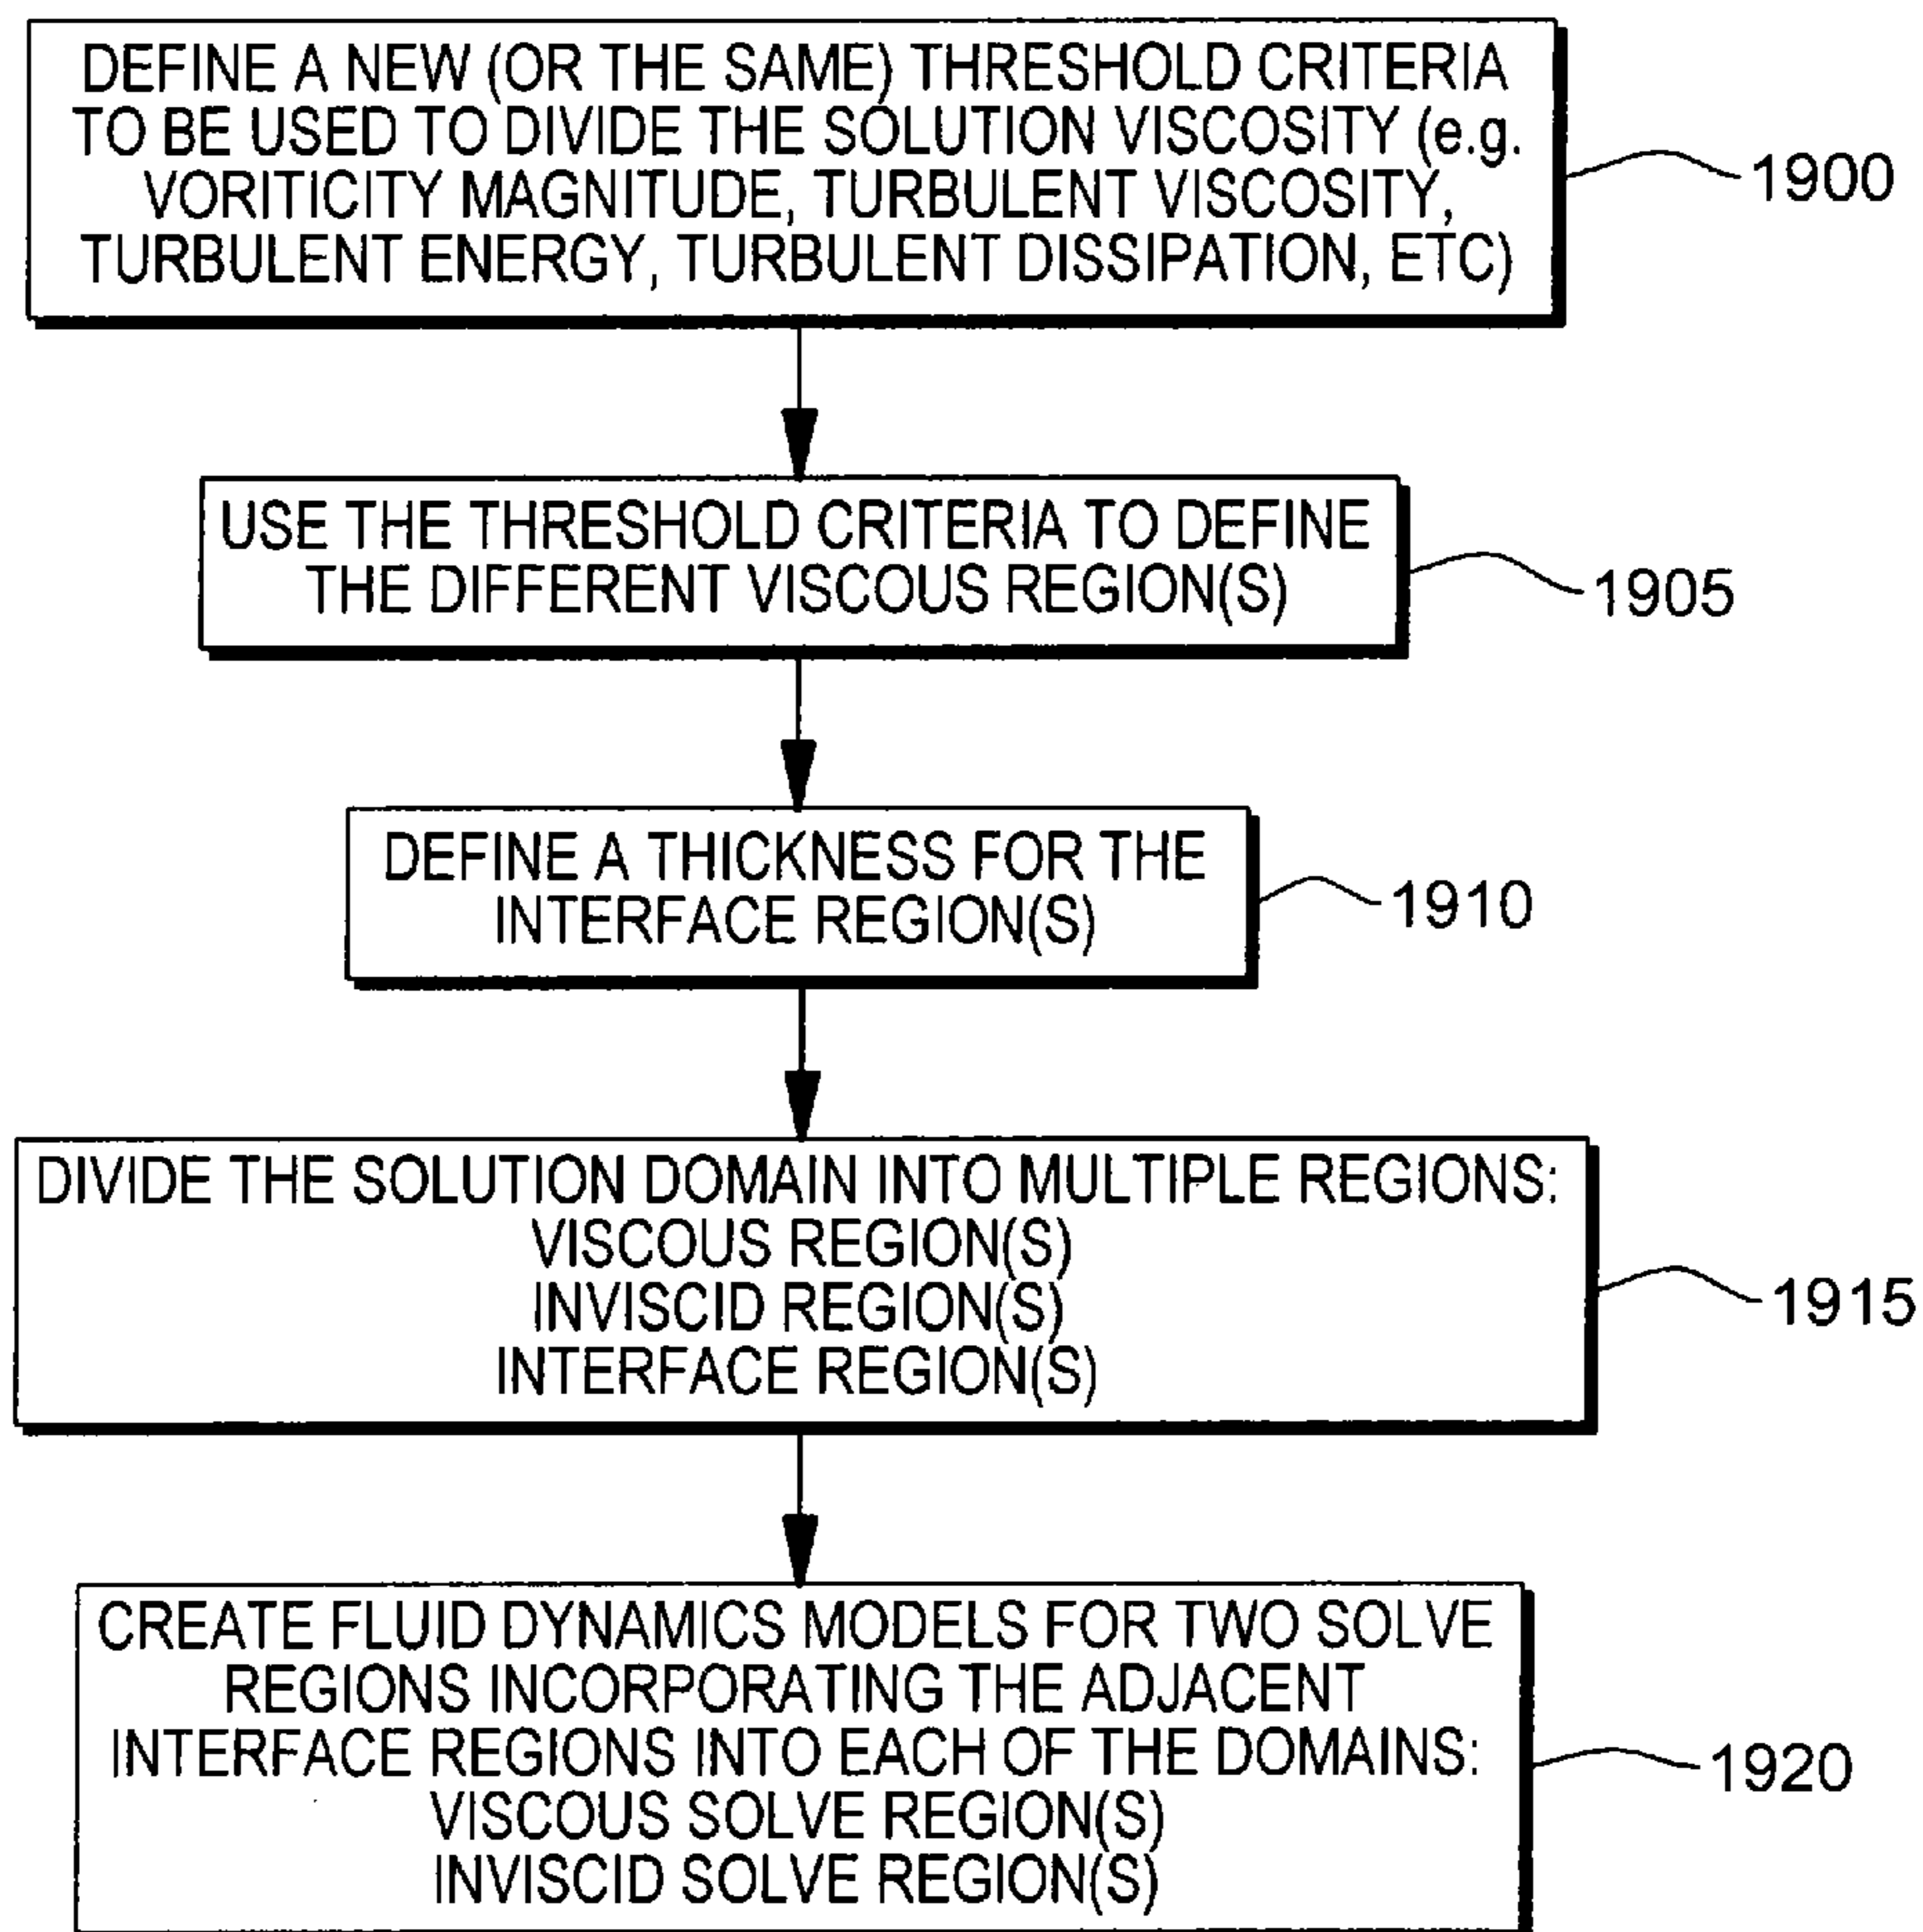 DEFINE A NEW (OR THE SAME) THRESHOLD CRITERIA
TO BE USED TO DIVIDE THE SOLUTION VISCOSITY (e.g.
VORITICITY MAGNITUDE, TURBULENT VISCOSITY,
TURBULENT ENERGY, TURBULENT DISSIPATION, ETC)
1900
USE THE THRESHOLD CRITERIA TO DEFINE
THE DIFFERENT VISCOUS REGION(S)
1905
DEFINE A THICKNESS FOR THE
INTERFACE REGION(S)
1910
DIVIDE THE SOLUTION DOMAIN INTO MULTIPLE REGIONS:
VISCOUS REGION(S)
INVISCID REGION(S)
INTERFACE REGION(S)
1915
CREATE FLUID DYNAMICS MODELS FOR TWO SOLVE
REGIONS INCORPORATING THE ADJACENT
INTERFACE REGIONS INTO EACH OF THE DOMAINS:
VISCOUS SOLVE REGION(S)
INVISCID SOLVE REGION(S)
1920